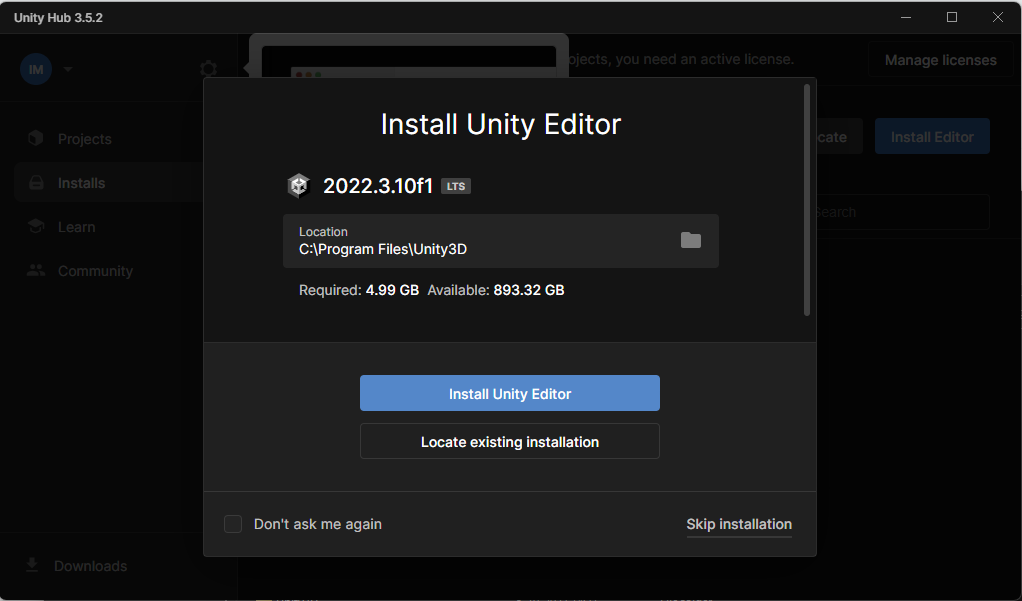 Unity Hub 3.5.2
IM
ojects, you need an active license.
Manage licenses
Projects
Installs
Learn
Community
Downloads
cate
Install Editor
Search
Install Unity Editor
2022.3.10f1 LTS
Location
C:\Program Files\Unity3D
Required: 4.99 GB Available: 893.32 GB
Install Unity Editor
Locate existing installation
Don't ask me again
Skip installation